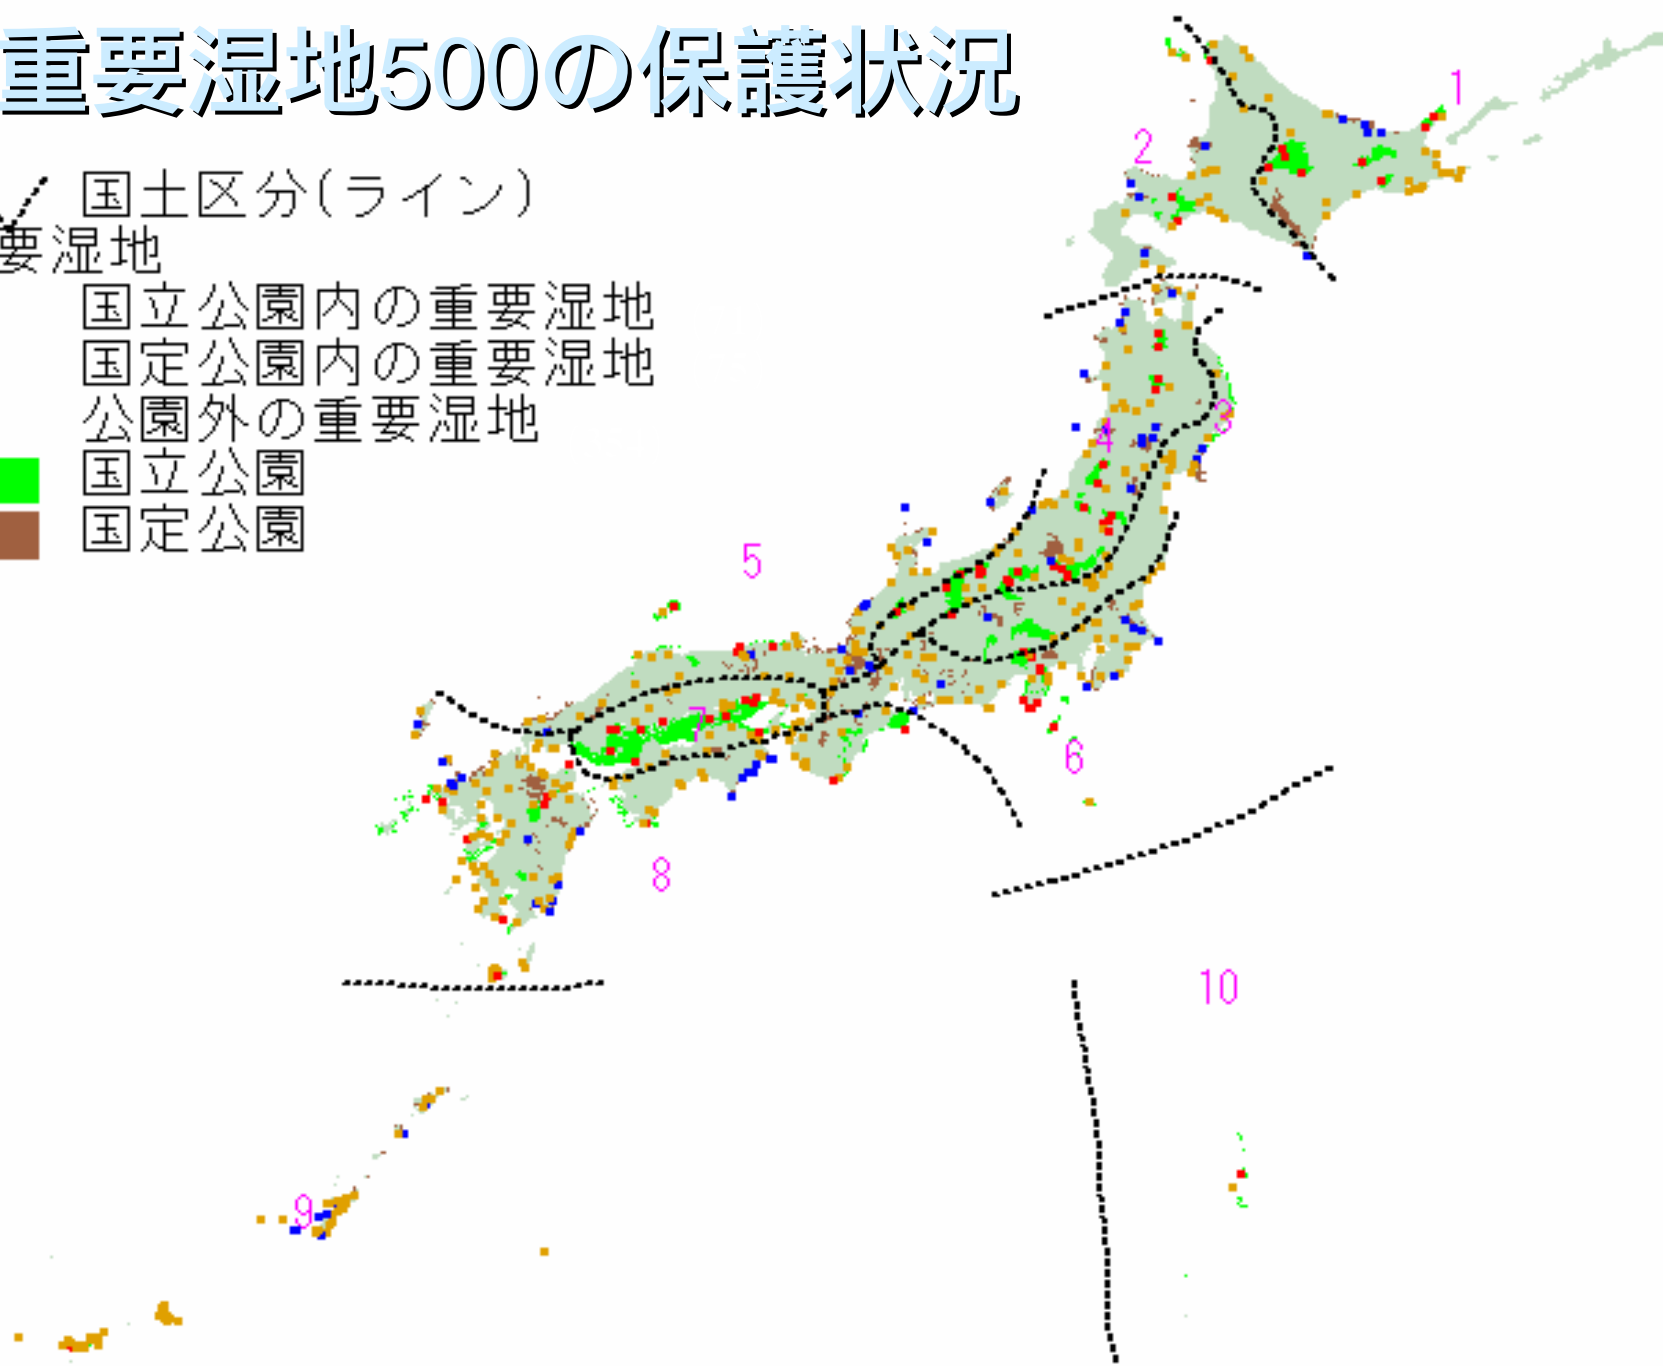 重要湿地500の保護状況
国土区分(ライン)
要湿地
国立公園内の重要湿地
国定公園内の重要湿地
公園外の重要湿地
国立公園
国定公園
1
2
3
4
5
7
6
8
10
9